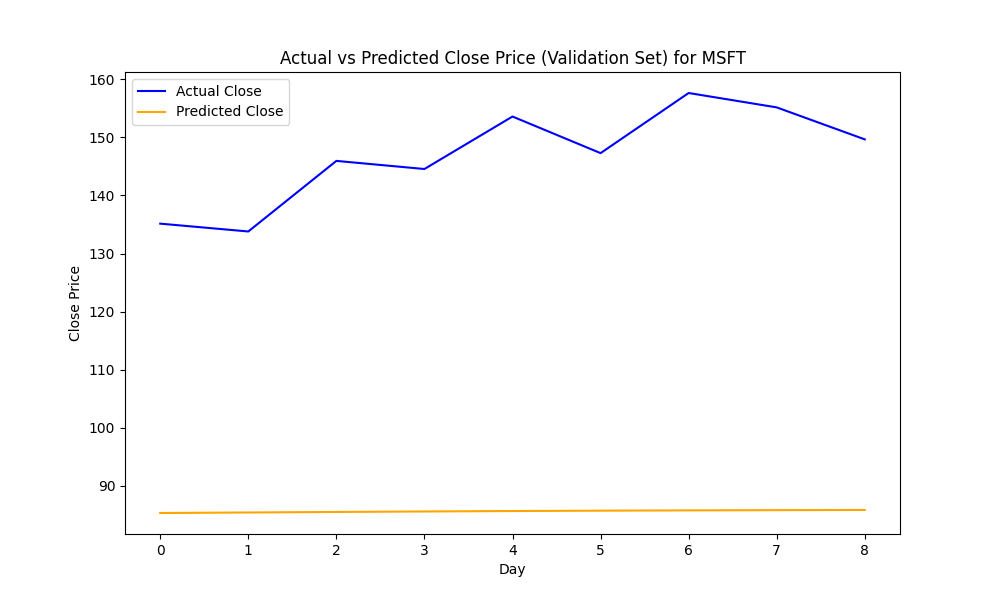 Actual vs Predicted Close Price (Validation Set) for MSFT
Actual Close
Predicted Close
Close Price
160
150
140
130
120
110
100
90
0 1 2 3 4 5 6 7 8
Day